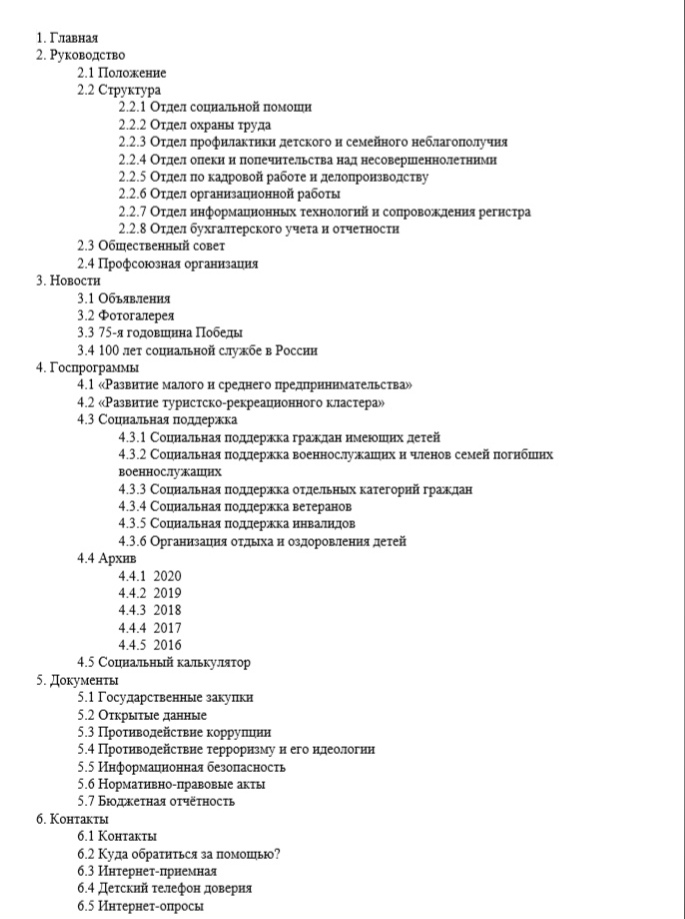 1. Главная
2. Руководство
2.1 Положение
2.2 Структура
2.2.1 Отдел социальной помощи
2.2.2 Отдел охраны труда
2.2.3 Отдел профилактики детского и семейного неблагополучия
2.2.4 Отдел опеки и попечительства над несовершеннолетними
2.2.5 Отдел по кадровой работе и делопроизводству
2.2.6 Отдел организационной работы
2.2.7 Отдел информационных технологий и сопровождения регистра
2.2.8 Отдел бухгалтерского учета и отчетности
2.3 Общественный совет
2.4 Профсоюзная организация
3. Новости
3.1 Объявления
3.2 Фотогалерея
3.3 75-я годовщина Победы
3.4 100 лет социальной службе в России
4. Госпрограммы
4.1 «Развитие малого и среднего предпринимательства»
4.2 «Развитие туристско-рекреационного кластера»
4.3 Социальная поддержка
4.3.1 Социальная поддержка граждан имеющих детей
4.3.2 Социальная поддержка военнослужащих и членов семей погибших
военнослужащих
4.3.3 Социальная поддержка отдельных категорий граждан
4.3.4 Социальная поддержка ветеранов
4.3.5 Социальная поддержка инвалидов
4.3.6 Организация отдыха и оздоровления детей
4.4 Архив
4.4.1 2020
4.4.2 2019
4.4.3 2018
4.4.4 2017
4.4.5 2016
4.5 Социальный калькулятор
5. Документы
5.1 Государственные закупки
5.2 Открытые данные
5.3 Противодействие коррупции
5.4 Противодействие терроризму и его идеологии
5.5 Информационная безопасность
5.6 Нормативно-правовые акты
5.7 Бюджетная отчётность
6. Контакты
6.1 Контакты
6.2 Куда обратиться за помощью?
6.3 Интернет-приемная
6.4 Детский телефон доверия
6.5 Интернет-опросы